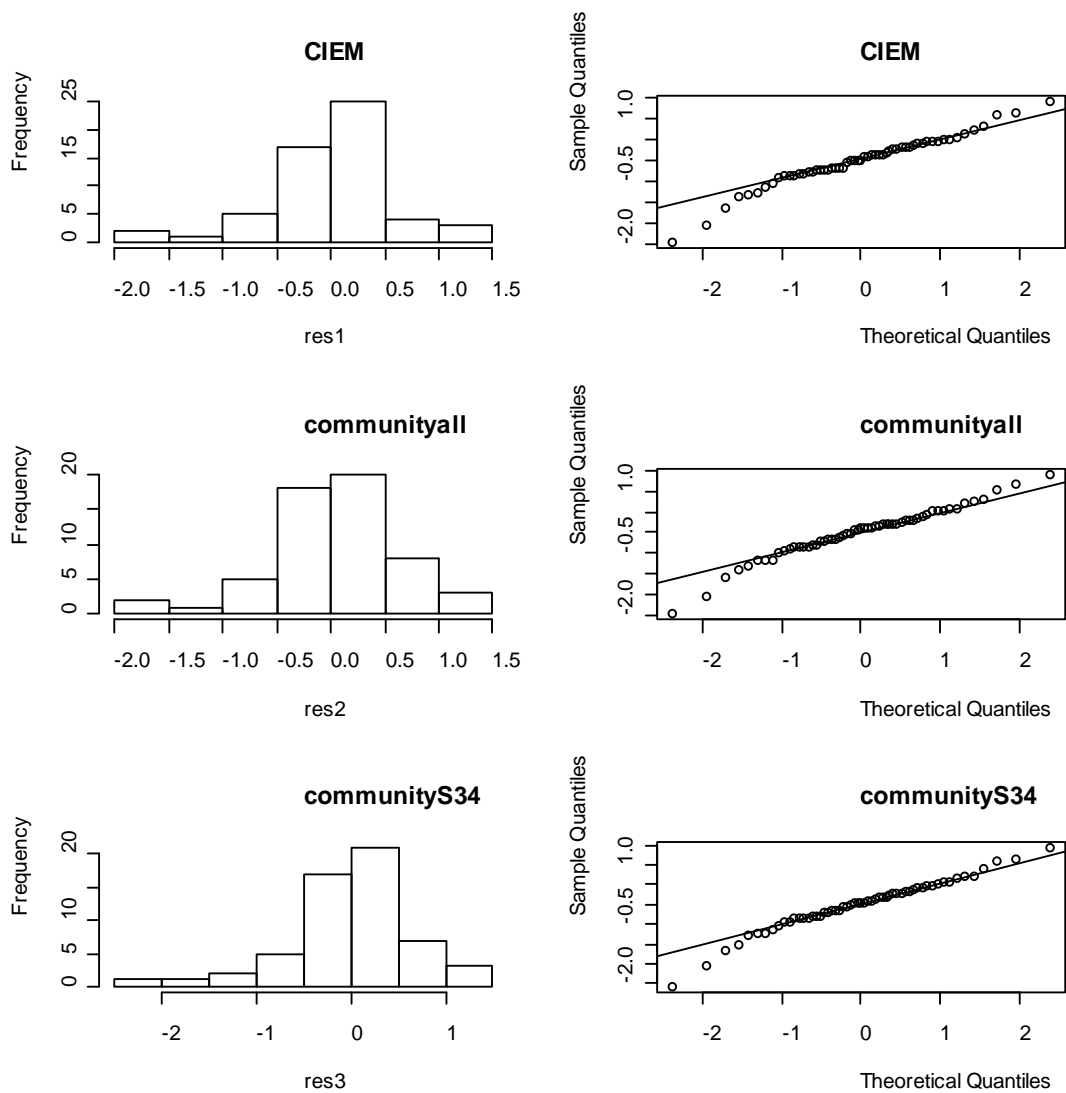 CIEM
Frequency
25
15
5
0
-2.0 -1.5 -1.0 -0.5 0.0 0.5 1.0 1.5
res1
CIEM
Sample Quantiles
1.0
-0.5
-2.0
-2 -1 0 1 2
Theoretical Quantiles
communityall
Frequency
20
10
5
0
-2.0 -1.5 -1.0 -0.5 0.0 0.5 1.0 1.5
res2
communityall
Sample Quantiles
1.0
-0.5
-2.0
-2 -1 0 1 2
Theoretical Quantiles
communityS34
Frequency
20
10
5
0
-2 -1 0 1
res3
communityS34
Sample Quantiles
1.0
-0.5
-2.0
-2 -1 0 1 2
Theoretical Quantiles